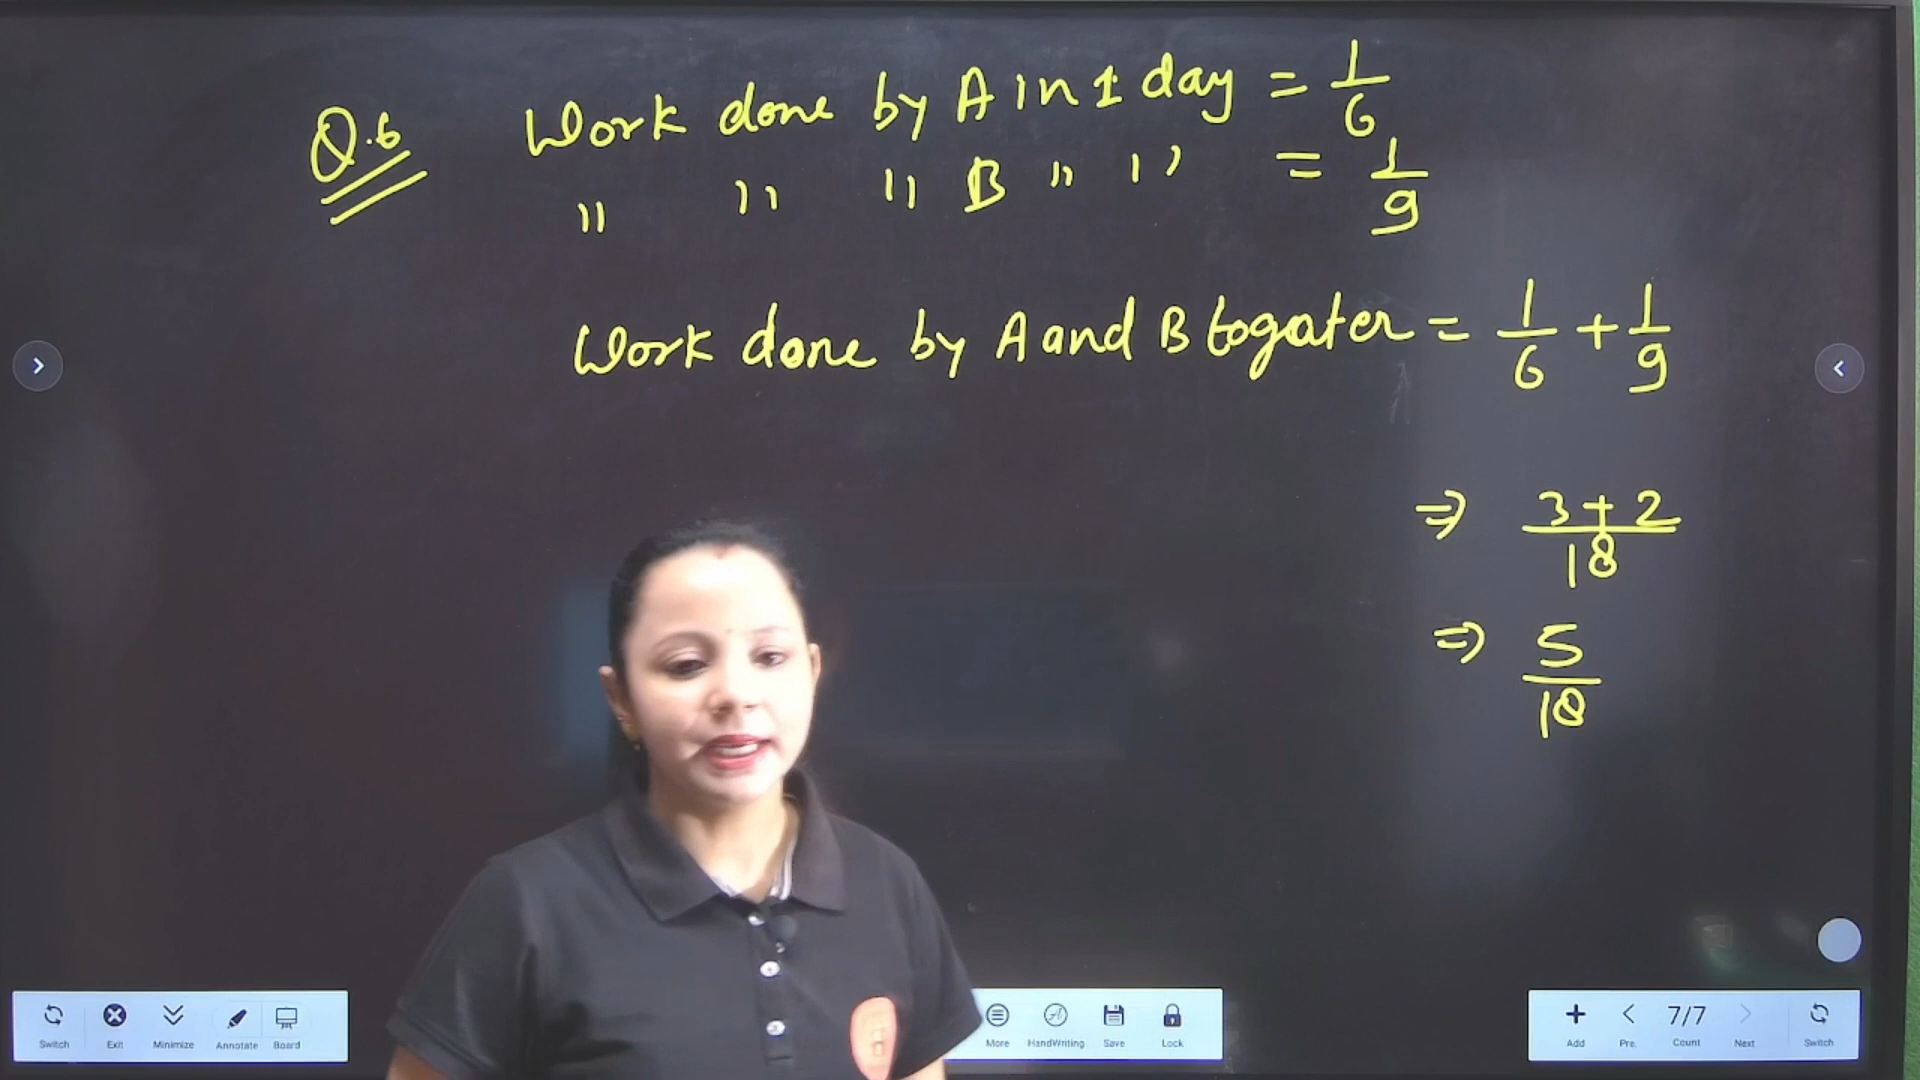 Q.6 Work done by A in 1 day = 1/6
" " " B " " = 1/9
Work done by A and B togater = 1/6 + 1/9
⇒ 3+2/18
⇒ 5/18
Switch Exit Minimize Annotate Board More HandWriting Save Lock Add Pre. 7/7 Count Next Switch